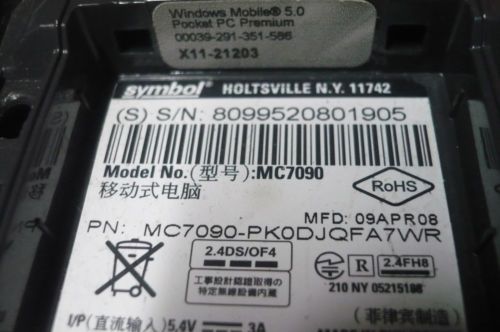 Windows Mobile® 5.0
Pocket PC Premium
00039-291-351-586
X11-21203
symbol HOLTSVILLE N.Y. 11742
(S) S/N: 8099520801905
Model No.(型号):MC7090
移动式电脑
RoHS
MFD: 09APR08
PN: MC7090-PK0DJQFA7WR
2.4DS/OF4
工事設計認証取得の
特定無線設備内蔵
R 2.4FH8
210 NY 05215186
I/P(直流输入)5.4V 3A
(菲律宾制造)